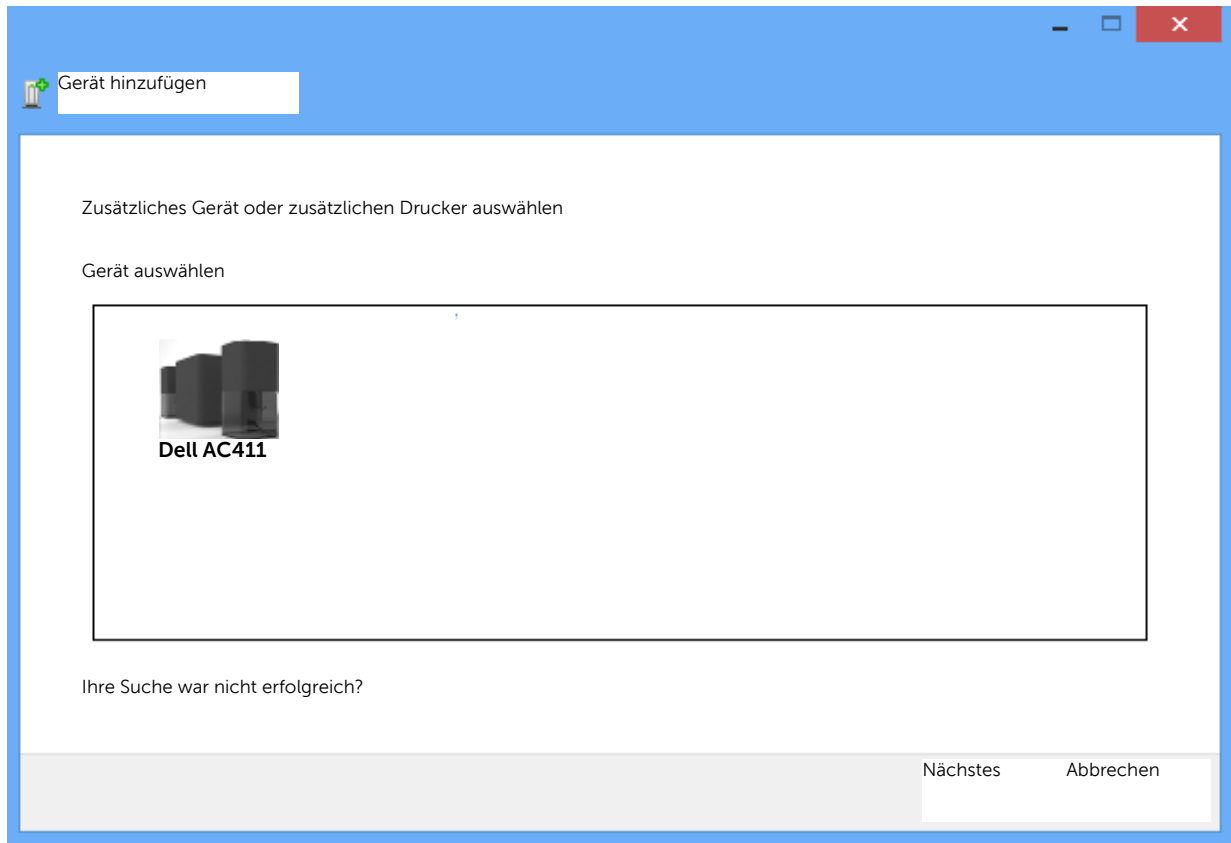 Gerät hinzufügen
Zusätzliches Gerät oder zusätzlichen Drucker auswählen
Gerät auswählen
Dell AC411
Ihre Suche war nicht erfolgreich?
Nächstes Abbrechen